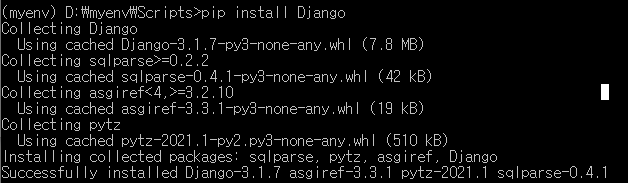 (myenv) D:₩myenv₩Scripts>pip install Django
Collecting Django
  Using cached Django-3.1.7-py3-none-any.whl (7.8 MB)
Collecting sqlparse>=0.2.2
  Using cached sqlparse-0.4.1-py3-none-any.whl (42 kB)
Collecting asgiref<4,>=3.2.10
  Using cached asgiref-3.3.1-py3-none-any.whl (19 kB)
Collecting pytz
  Using cached pytz-2021.1-py2.py3-none-any.whl (510 kB)
Installing collected packages: sqlparse, pytz, asgiref, Django
Successfully installed Django-3.1.7 asgiref-3.3.1 pytz-2021.1 sqlparse-0.4.1